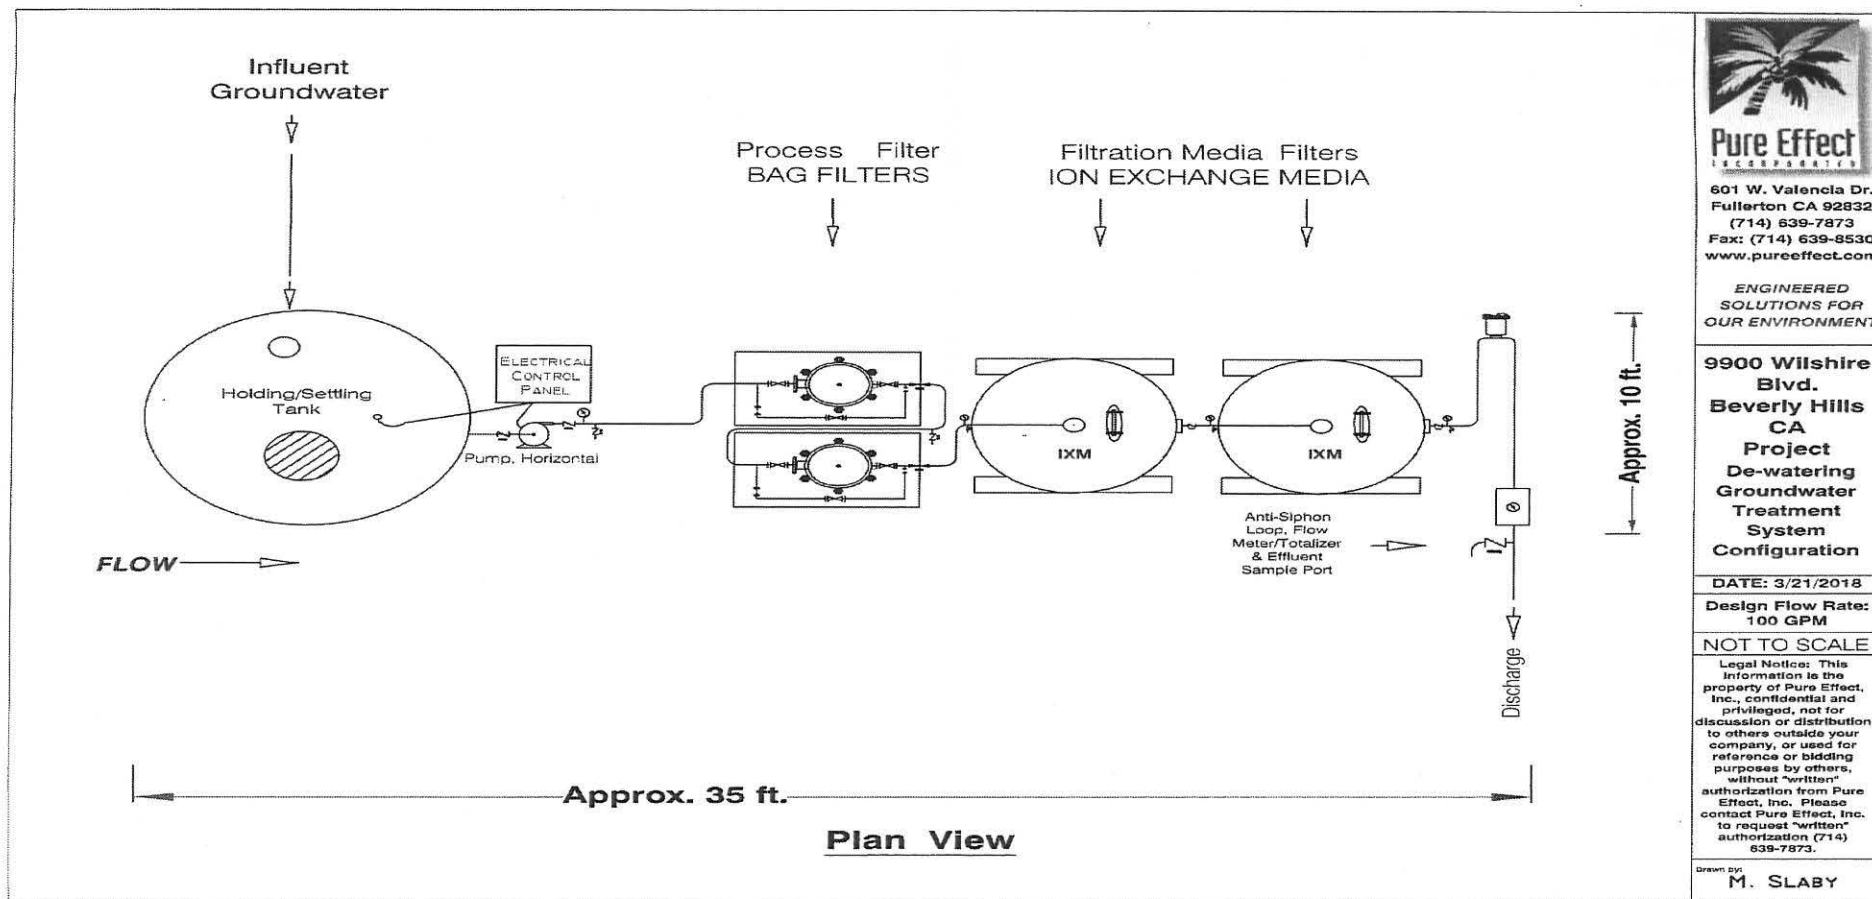 Influent
Groundwater
Process Filter
BAG FILTERS
Filtration Media Filters
ION EXCHANGE MEDIA
Holding/Settling
Tank
ELECTRICAL
CONTROL
PANEL
Pump, Horizontal
IXM
IXM
Anti-Siphon
Loop, Flow
Meter/Totalizer
& Effluent
Sample Port
Approx. 10 ft.
FLOW
Discharge
Approx. 35 ft.
Plan View
Pure Effect
INCORPORATED
601 W. Valencia Dr.
Fullerton CA 92832
(714) 639-7873
Fax: (714) 639-8530
www.pureeffect.com
ENGINEERED
SOLUTIONS FOR
OUR ENVIRONMENT
9900 Wilshire
Blvd.
Beverly Hills
CA
Project
De-watering
Groundwater
Treatment
System
Configuration
DATE: 3/21/2018
Design Flow Rate:
100 GPM
NOT TO SCALE
Legal Notice: This
Information is the
property of Pure Effect,
Inc., confidential and
privileged, not for
discussion or distribution
to others outside your
company, or used for
reference or bidding
purposes by others,
without "written"
authorization from Pure
Effect, Inc. Please
contact Pure Effect, Inc.
to request "written"
authorization (714)
639-7873.
Drawn by:
M. SLABY